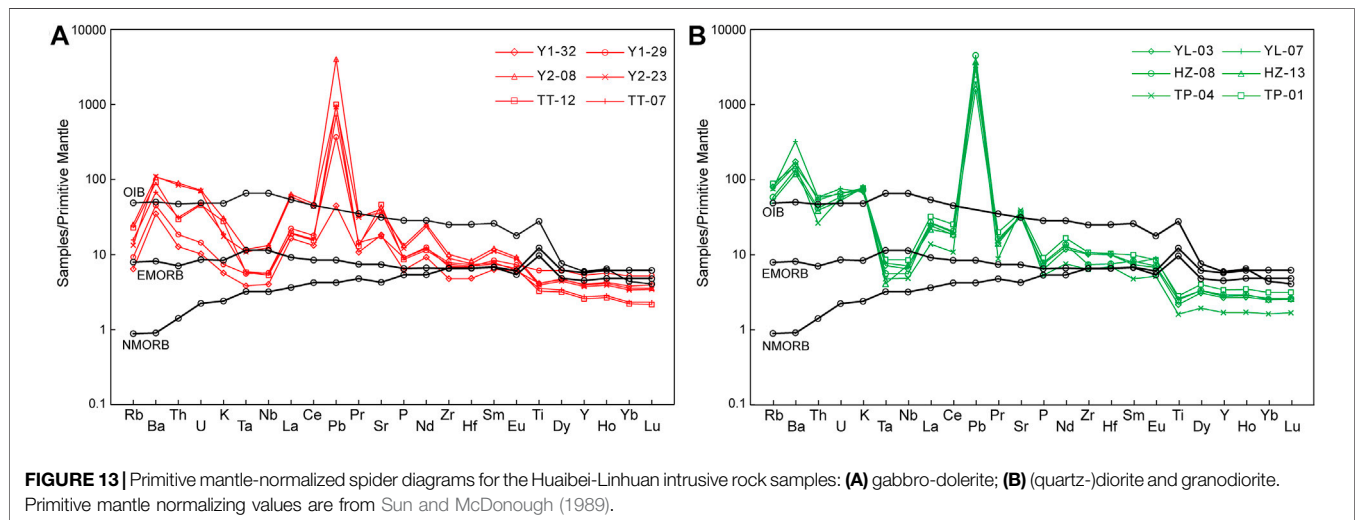 A
10000
1000
100
10
1
0.1
Samples/Primitive Mantle
Y1-32 Y1-29
Y2-08 Y2-23
TT-12 TT-07
OIB
EMORB
NMORB
Rb Ba Th U K Ta Nb La Ce Pb Pr Sr P Nd Zr Hf Sm Eu Ti Dy Y Ho Yb Lu
B
10000
1000
100
10
1
0.1
Samples/Primitive Mantle
YL-03 YL-07
HZ-08 HZ-13
TP-04 TP-01
OIB
EMORB
NMORB
Rb Ba Th U K Ta Nb La Ce Pb Pr Sr P Nd Zr Hf Sm Eu Ti Dy Y Ho Yb Lu
FIGURE 13 | Primitive mantle-normalized spider diagrams for the Huaibei-Linhuan intrusive rock samples: (A) gabbro-dolerite; (B) (quartz-)diorite and granodiorite.
Primitive mantle normalizing values are from Sun and McDonough (1989).